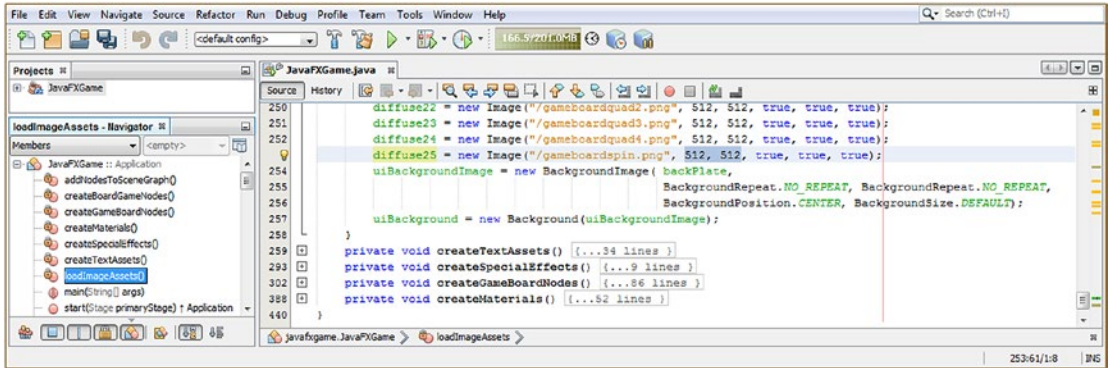 File Edit View Navigate Source Refactor Run Debug Profile Team Tools Window Help
Search (Ctrl+I)
<default config>
Projects
JavaFXGame
loadImageAssets - Navigator
Members
<empty>
JavaFXGame :: Application
addNodesToSceneGraph()
createBoardGameNodes()
createGameBoardNodes()
createMaterials()
createSpecialEffects()
createTextAssets()
loadImageAssets()
main(String[] args)
start(Stage primaryStage) ↑ Application
JavaFXGame.java
Source History
250 diffuse22 = new Image("/gameboardquad2.png", 512, 512, true, true, true);
251 diffuse23 = new Image("/gameboardquad3.png", 512, 512, true, true, true);
252 diffuse24 = new Image("/gameboardquad4.png", 512, 512, true, true, true);
diffuse25 = new Image("/gameboardspin.png", 512, 512, true, true, true);
254 uiBackgroundImage = new BackgroundImage( backPlate,
255 BackgroundRepeat.NO_REPEAT, BackgroundRepeat.NO_REPEAT,
256 BackgroundPosition.CENTER, BackgroundSize.DEFAULT);
257 uiBackground = new Background(uiBackgroundImage);
258 }
259 private void createTextAssets() {...34 lines }
293 private void createSpecialEffects() {...9 lines }
302 private void createGameBoardNodes() {...86 lines }
388 private void createMaterials() {...52 lines }
440 }
javafxgame.JavaFXGame
loadImageAssets
253:61/1:8
INS